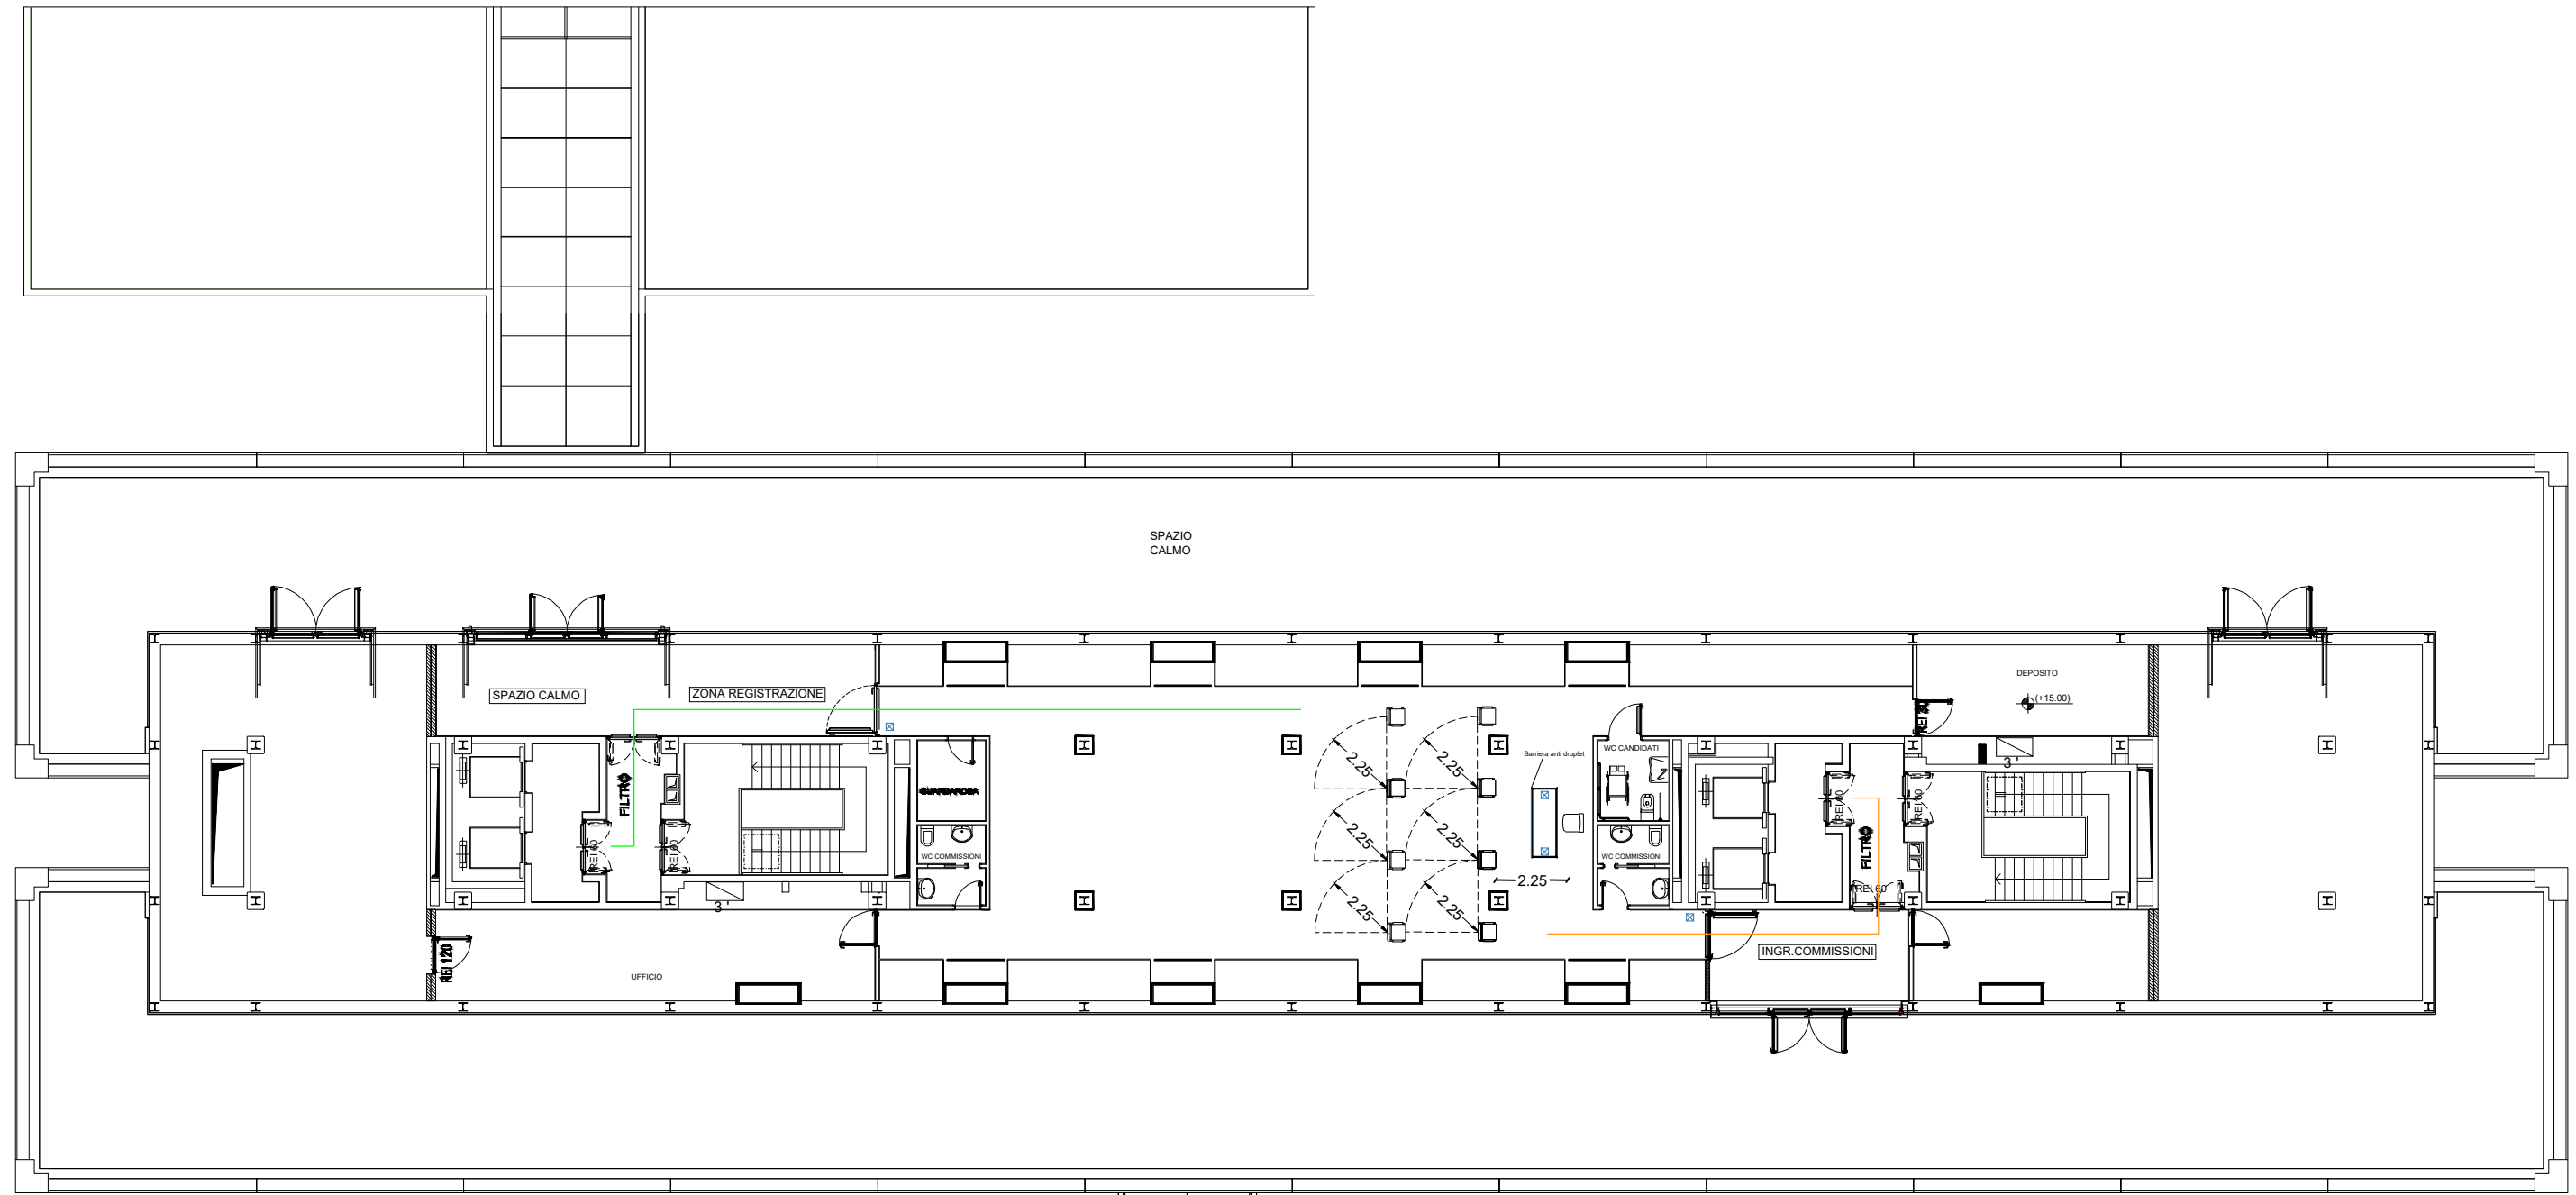 SPAZIO
CALMO
SPAZIO CALMO
ZONA REGISTRAZIONE
DEPOSITO
(+15.00)
REI 30
WC CANDIDATI
Barriera anti droplet
2.25
2.25
3 '
FILTRO
GUARDAROBA
REI 60
REI 60
2.25
2.25
FILTRO
REI 60
REI 60
WC COMMISSIONI
WC COMMISSIONI
2.25
REI 60
3 '
2.25
2.25
REI 120
UFFICIO
INGR.COMMISSIONI